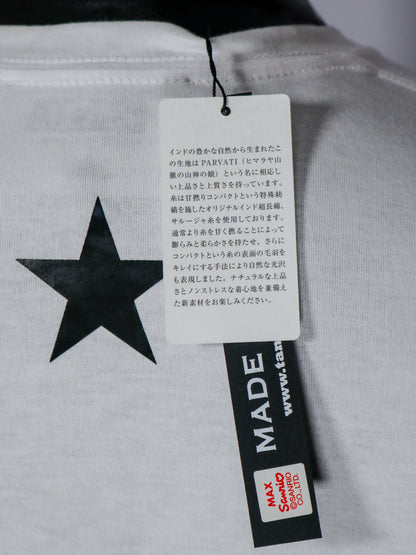 インドの豊かな自然から生まれたこ
の生地は PARVATI（ヒマラヤ山
脈の山神の娘）という名に相応し
い上品さと上質さを持っています。
糸は甘撚りコンパクトという特殊紡
績を施したオリジナルインド超長綿、
サルージャ糸を使用しております。
通常より糸を甘く撚ることによって
膨らみと柔らかさを持たせ、さらに
コンパクトという糸の表面の毛羽を
キレイにする手法により自然な光沢
も表現しました。ナチュラルな上品
さとノンストレスな着心地を兼備え
た新素材をお楽しみください。
MADE
www.tan
MAX
Sanrio
©SANRIO
CO.,LTD.